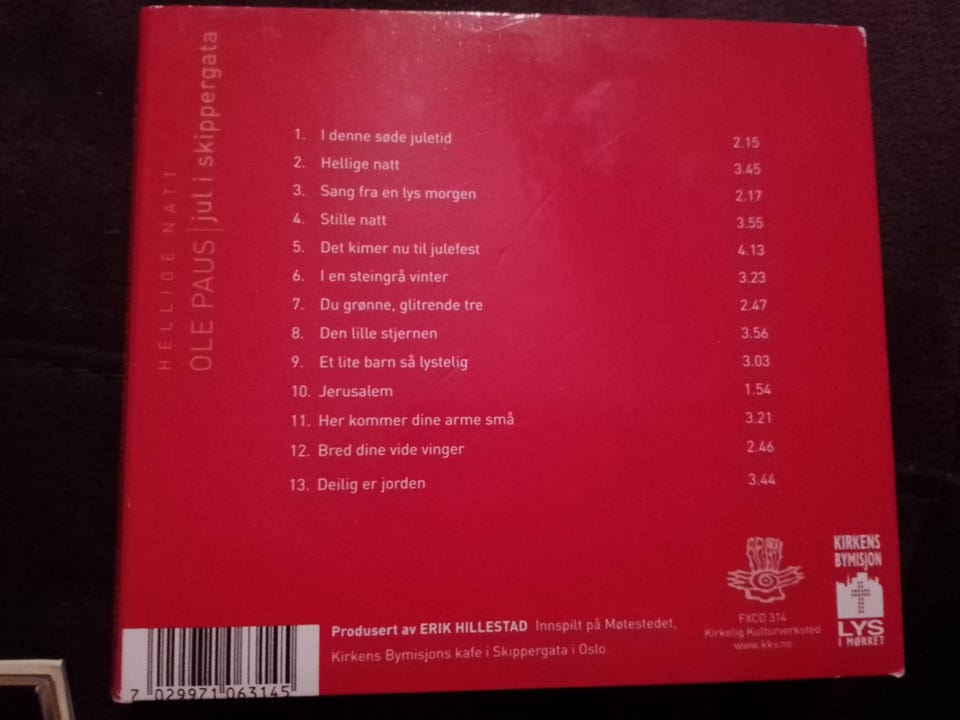 HELLIGE NATT
OLE PAUS | jul i skippergata
1. I denne søde juletid 2.15
2. Hellige natt 3.45
3. Sang fra en lys morgen 2.17
4. Stille natt 3.55
5. Det kimer nu til julefest 4.13
6. I en steingrå vinter 3.23
7. Du grønne, glitrende tre 2.47
8. Den lille stjernen 3.56
9. Et lite barn så lystelig 3.03
10. Jerusalem 1.54
11. Her kommer dine arme små 3.21
12. Bred dine vide vinger 2.46
13. Deilig er jorden 3.44
Produsert av ERIK HILLESTAD Innspilt på Møtestedet,
Kirkens Bymisjons kafe i Skippergata i Oslo.
FXCD 314
Kirkelig Kulturverksted
www.kkv.no
KIRKENS
BYMISJON
LYS
I MØRKET
7 029971 063145